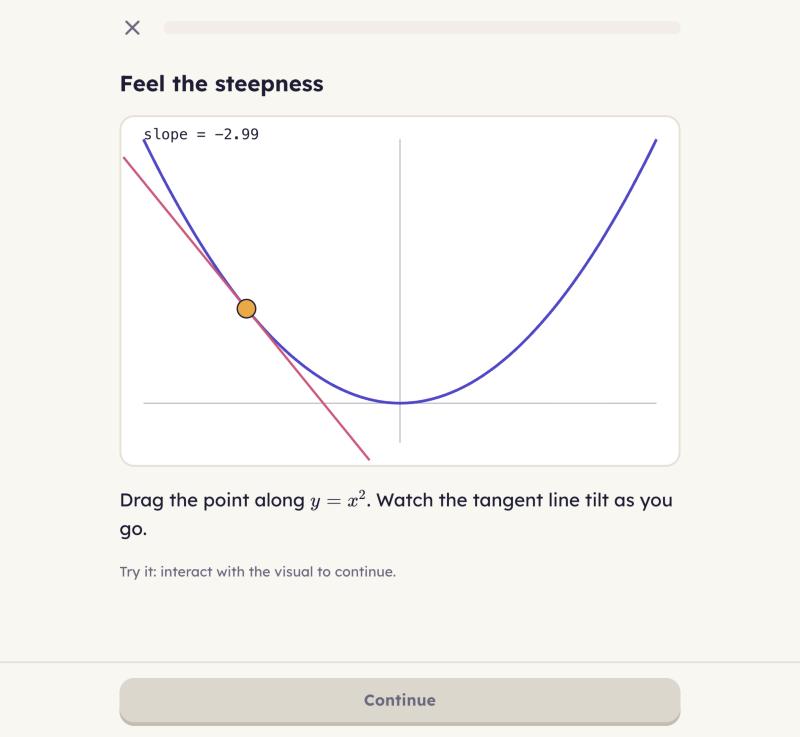 Feel the steepness
slope = −2.99
Drag the point along y = x². Watch the tangent line tilt as you
go.
Try it: interact with the visual to continue.
Continue